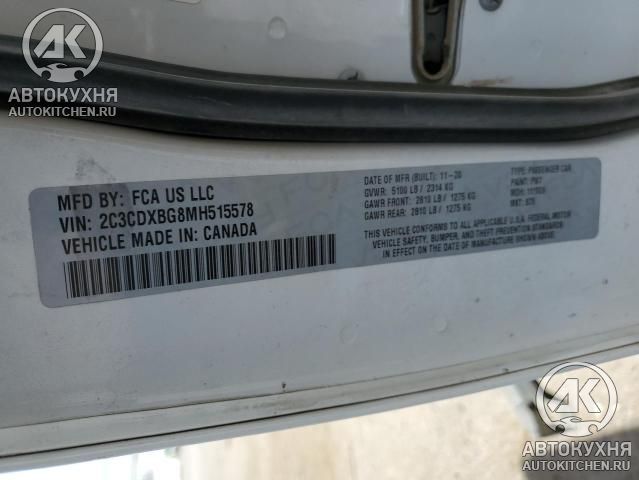 АВТОКУХНЯ
AUTOKITCHEN.RU
MFD BY: FCA US LLC
VIN: 2C3CDXBG8MH515578
VEHICLE MADE IN: CANADA
DATE OF MFR (BUILT): 11-20
GVWR: 5100 LB / 2314 KG
GAWR FRONT: 2810 LB / 1275 KG
GAWR REAR: 2810 LB / 1275 KG
TYPE: PASSENGER CAR
PAINT: PW7
THIS VEHICLE CONFORMS TO ALL APPLICABLE
FEDERAL MOTOR VEHICLE SAFETY,
BUMPER, AND THEFT PREVENTION STANDARDS
IN EFFECT ON THE DATE OF MANUFACTURE SHOWN ABOVE.
АВТОКУХНЯ
AUTOKITCHEN.RU